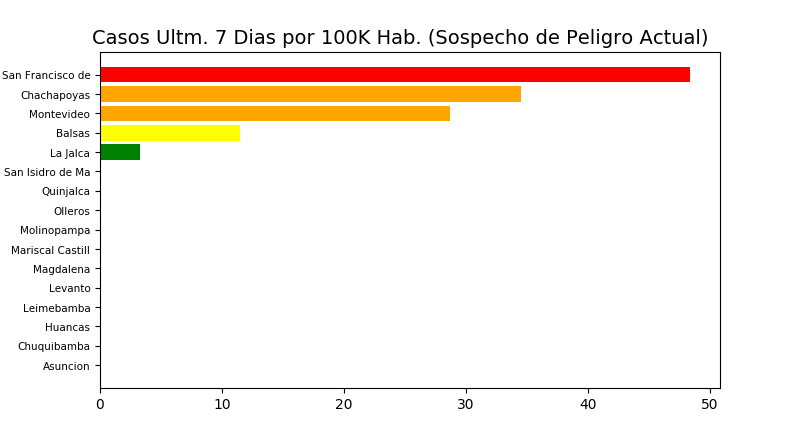 Casos Ultm. 7 Dias por 100K Hab. (Sospecho de Peligro Actual)
San Francisco de
Chachapoyas
Montevideo
Balsas
La Jalca
San Isidro de Ma
Quinjalca
Olleros
Molinopampa
Mariscal Castill
Magdalena
Levanto
Leimebamba
Huancas
Chuquibamba
Asuncion
0 10 20 30 40 50